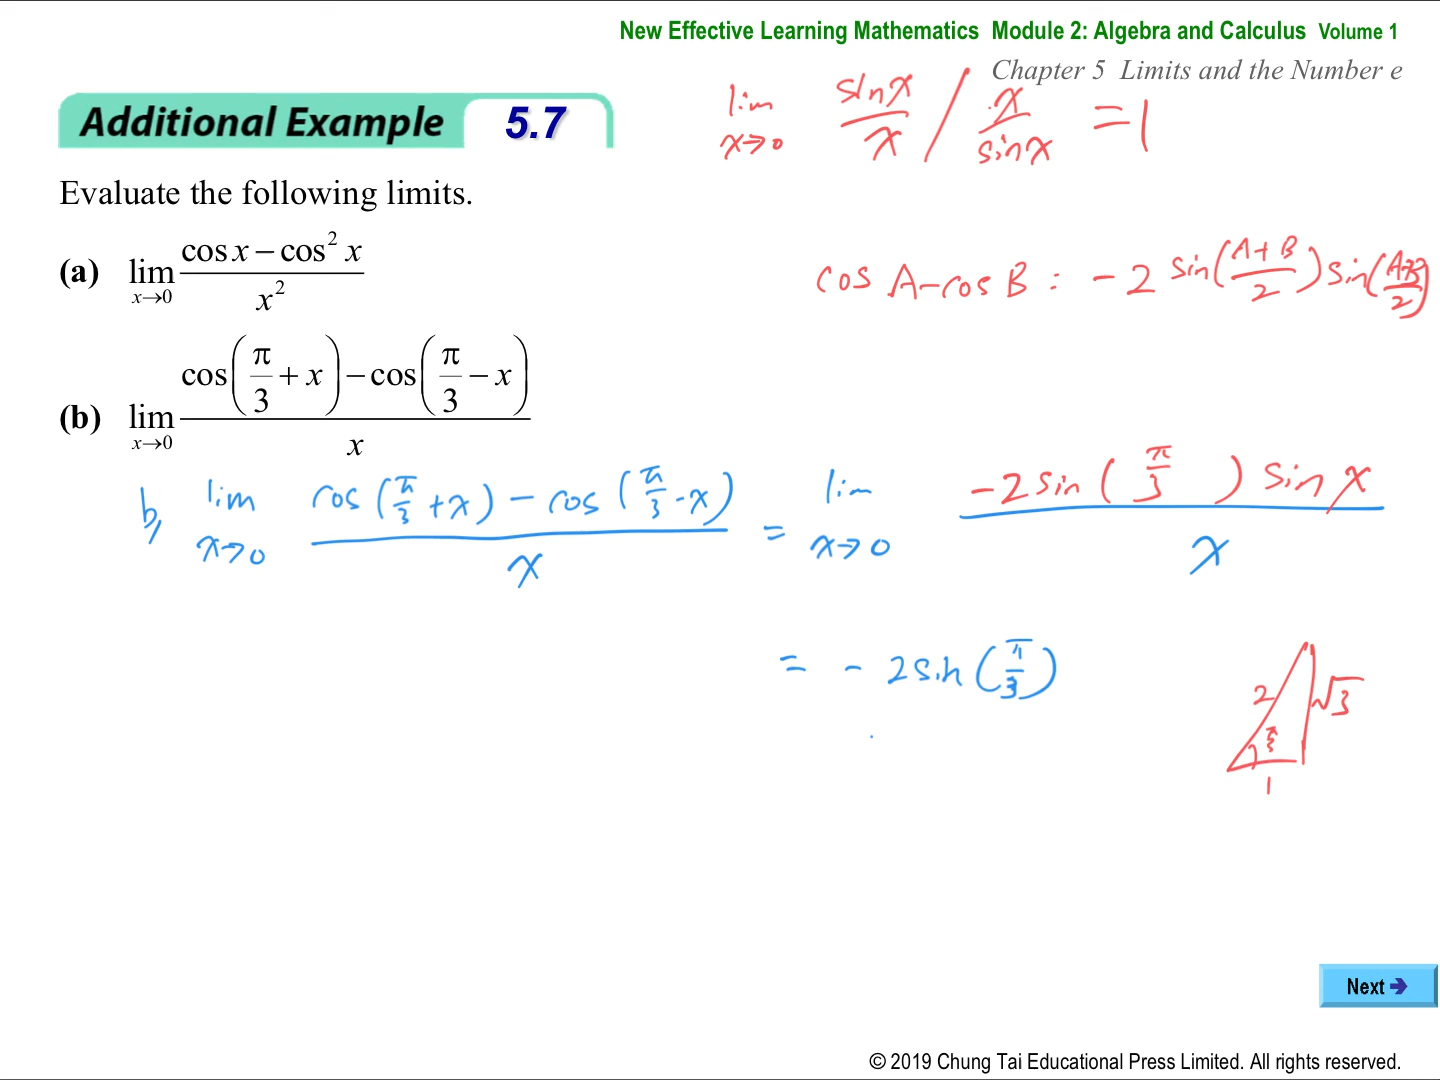 New Effective Learning Mathematics Module 2: Algebra and Calculus Volume 1
Chapter 5 Limits and the Number e
Additional Example 5.7
lim x→0 sinx/x / x/sinx = 1
Evaluate the following limits.
(a) lim x→0 (cos x − cos² x)/x²
cos A - cos B : -2 sin((A+B)/2) sin(
(b) lim x→0 (cos(π/3 + x) − cos(π/3 − x))/x
b, lim x→0 (cos(π/3 + x) − cos(π/3 - x))/x = lim x→0 (-2 sin(π/3) sin x)/x
= - 2 sin(π/3)
2 √3
π/3
1
Next
© 2019 Chung Tai Educational Press Limited. All rights reserved.